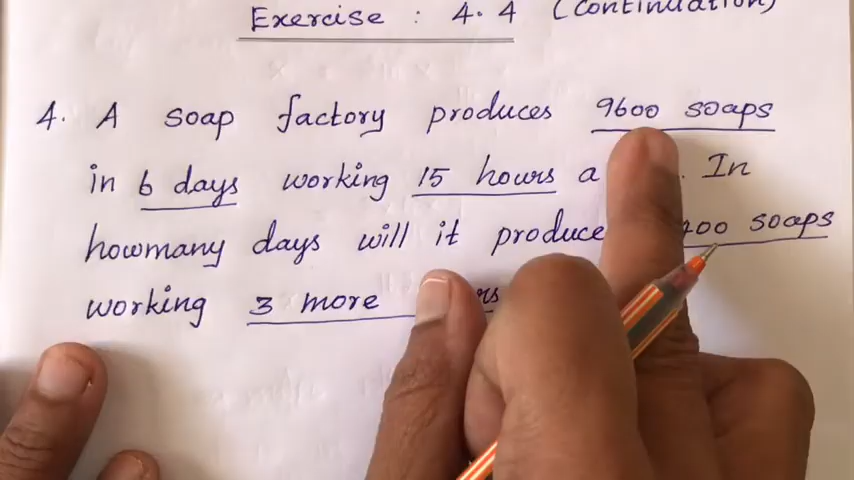 Exercise : 4.4 (Continuation)
4. A soap factory produces 9600 soaps
in 6 days working 15 hours a . In
howmany days will it produce soaps
working 3 more